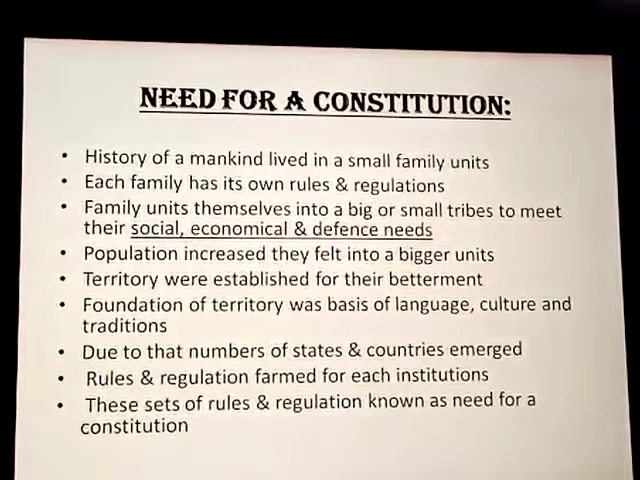 NEED FOR A CONSTITUTION:
• History of a mankind lived in a small family units
• Each family has its own rules & regulations
• Family units themselves into a big or small tribes to meet
their social, economical & defence needs
• Population increased they felt into a bigger units
• Territory were established for their betterment
• Foundation of territory was basis of language, culture and
traditions
• Due to that numbers of states & countries emerged
• Rules & regulation farmed for each institutions
• These sets of rules & regulation known as need for a
constitution